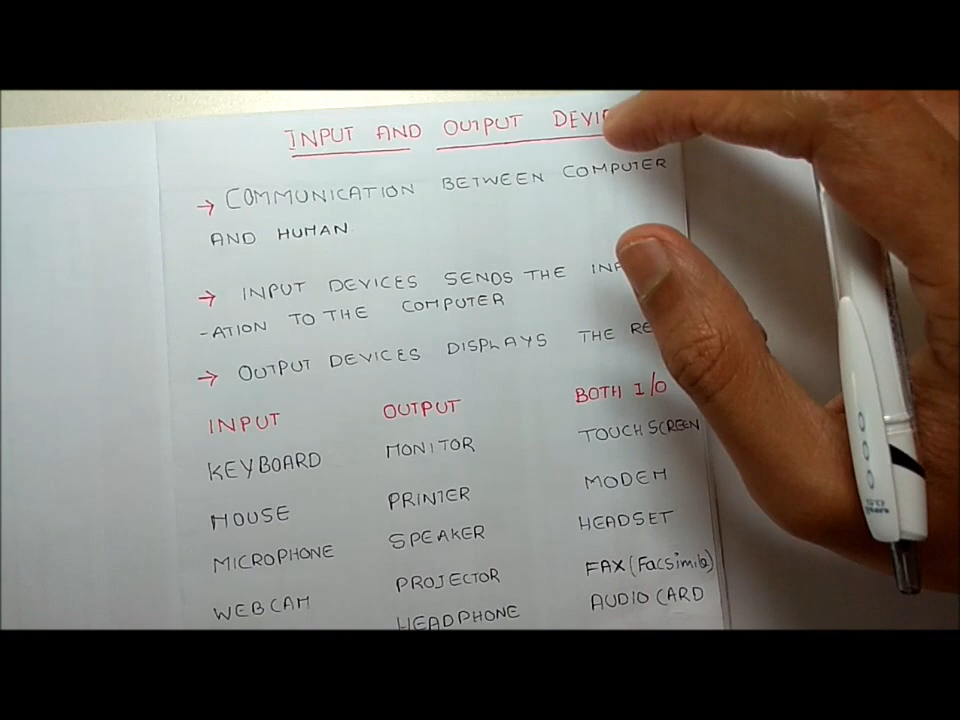 INPUT AND OUTPUT
→ COMMUNICATION BETWEEN COMPUTER
AND HUMAN.
→ INPUT DEVICES SENDS THE
-ATION TO THE COMPUTER
→ OUTPUT DEVICES DISPLAYS THE
INPUT OUTPUT BOTH I/O
KEYBOARD MONITOR TOUCH SCREEN
MOUSE PRINTER MODEM
MICROPHONE SPEAKER HEADSET
WEBCAM PROJECTOR FAX (Facsimile)
HEADPHONE AUDIO CARD